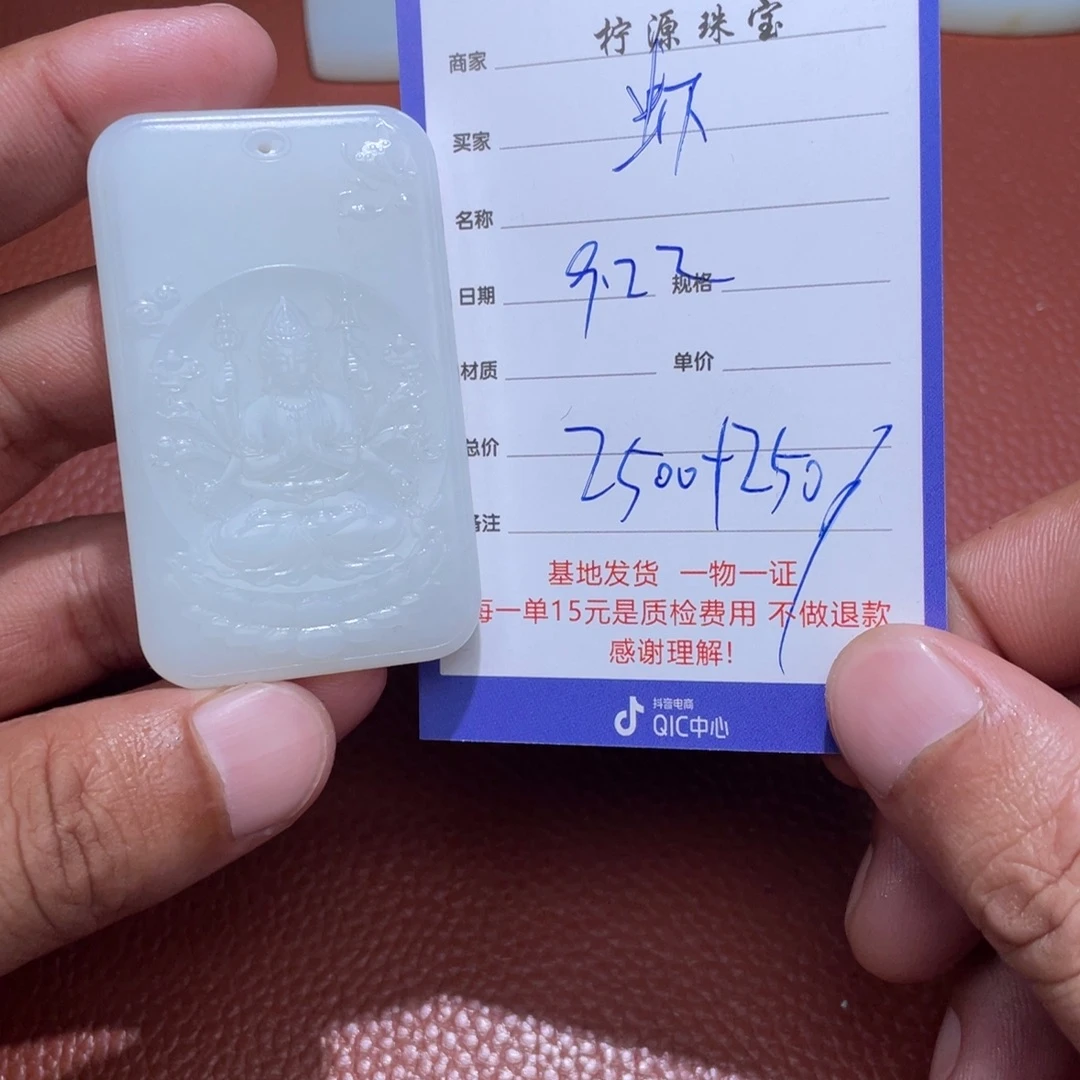 商家 柠源珠宝
买家 虾
名称
日期 9.22 规格
材质 单价
总价 2500+250
备注
基地发货 一物一证
每一单15元是质检费用 不做退款
感谢理解!
抖音电商
QIC中心